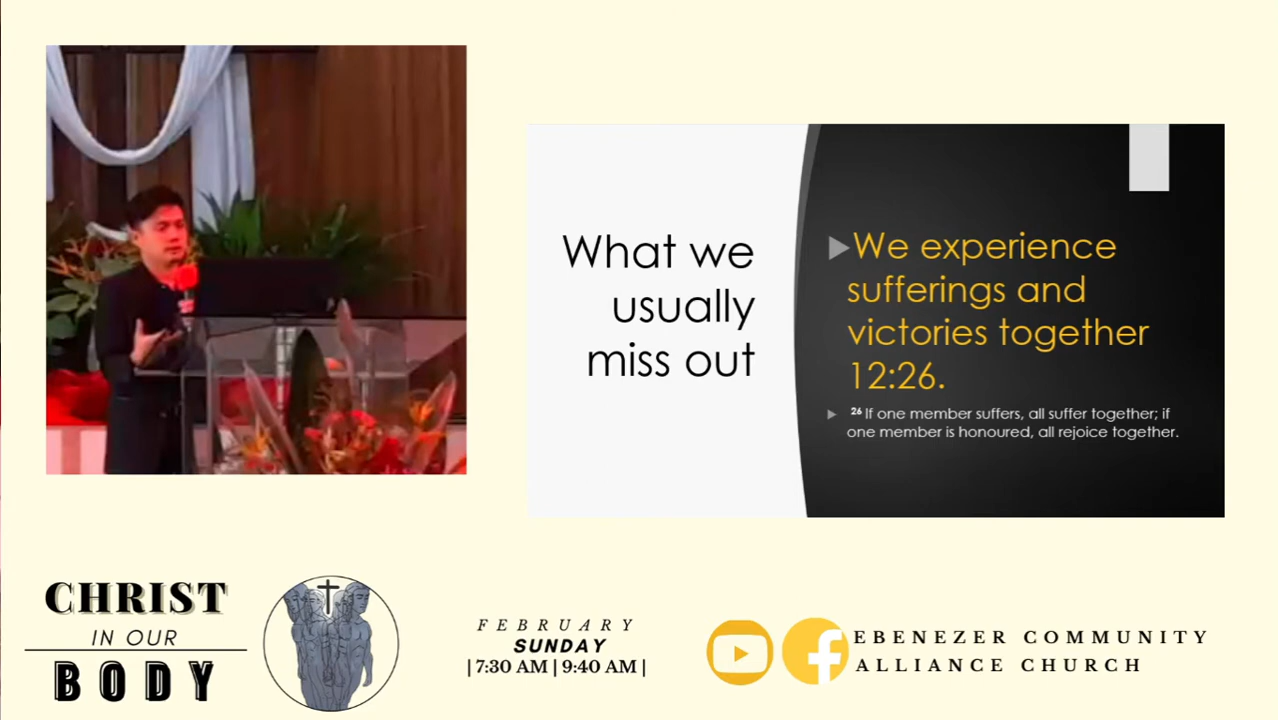 What we
usually
miss out
We experience
sufferings and
victories together
12:26.
26 If one member suffers, all suffer together; if
one member is honoured, all rejoice together.
CHRIST
IN OUR
BODY
FEBRUARY
SUNDAY
| 7:30 AM | 9:40 AM |
EBENEZER COMMUNITY
ALLIANCE CHURCH